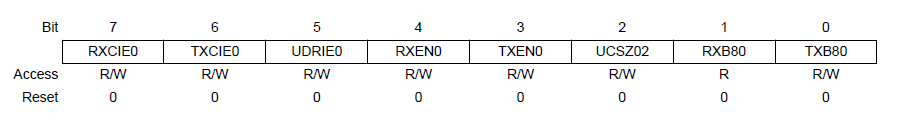 Bit 7 6 5 4 3 2 1 0
RXCIE0 TXCIE0 UDRIE0 RXEN0 TXEN0 UCSZ02 RXB80 TXB80
Access R/W R/W R/W R/W R/W R/W R R/W
Reset 0 0 0 0 0 0 0 0